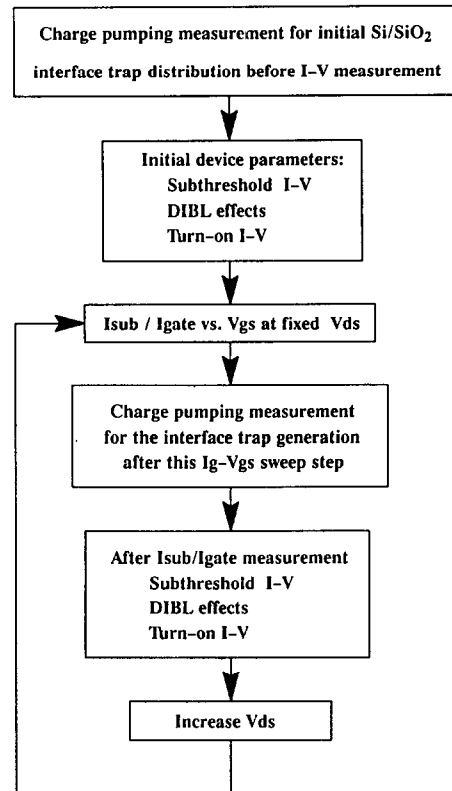 Charge pumping measurement for initial Si/SiO₂
interface trap distribution before I–V measurement
Initial device parameters:
Subthreshold I–V
DIBL effects
Turn–on I–V
Isub / Igate vs. Vgs at fixed Vds
Charge pumping measurement
for the interface trap generation
after this Ig–Vgs sweep step
After Isub/Igate measurement
Subthreshold I–V
DIBL effects
Turn–on I–V
Increase Vds